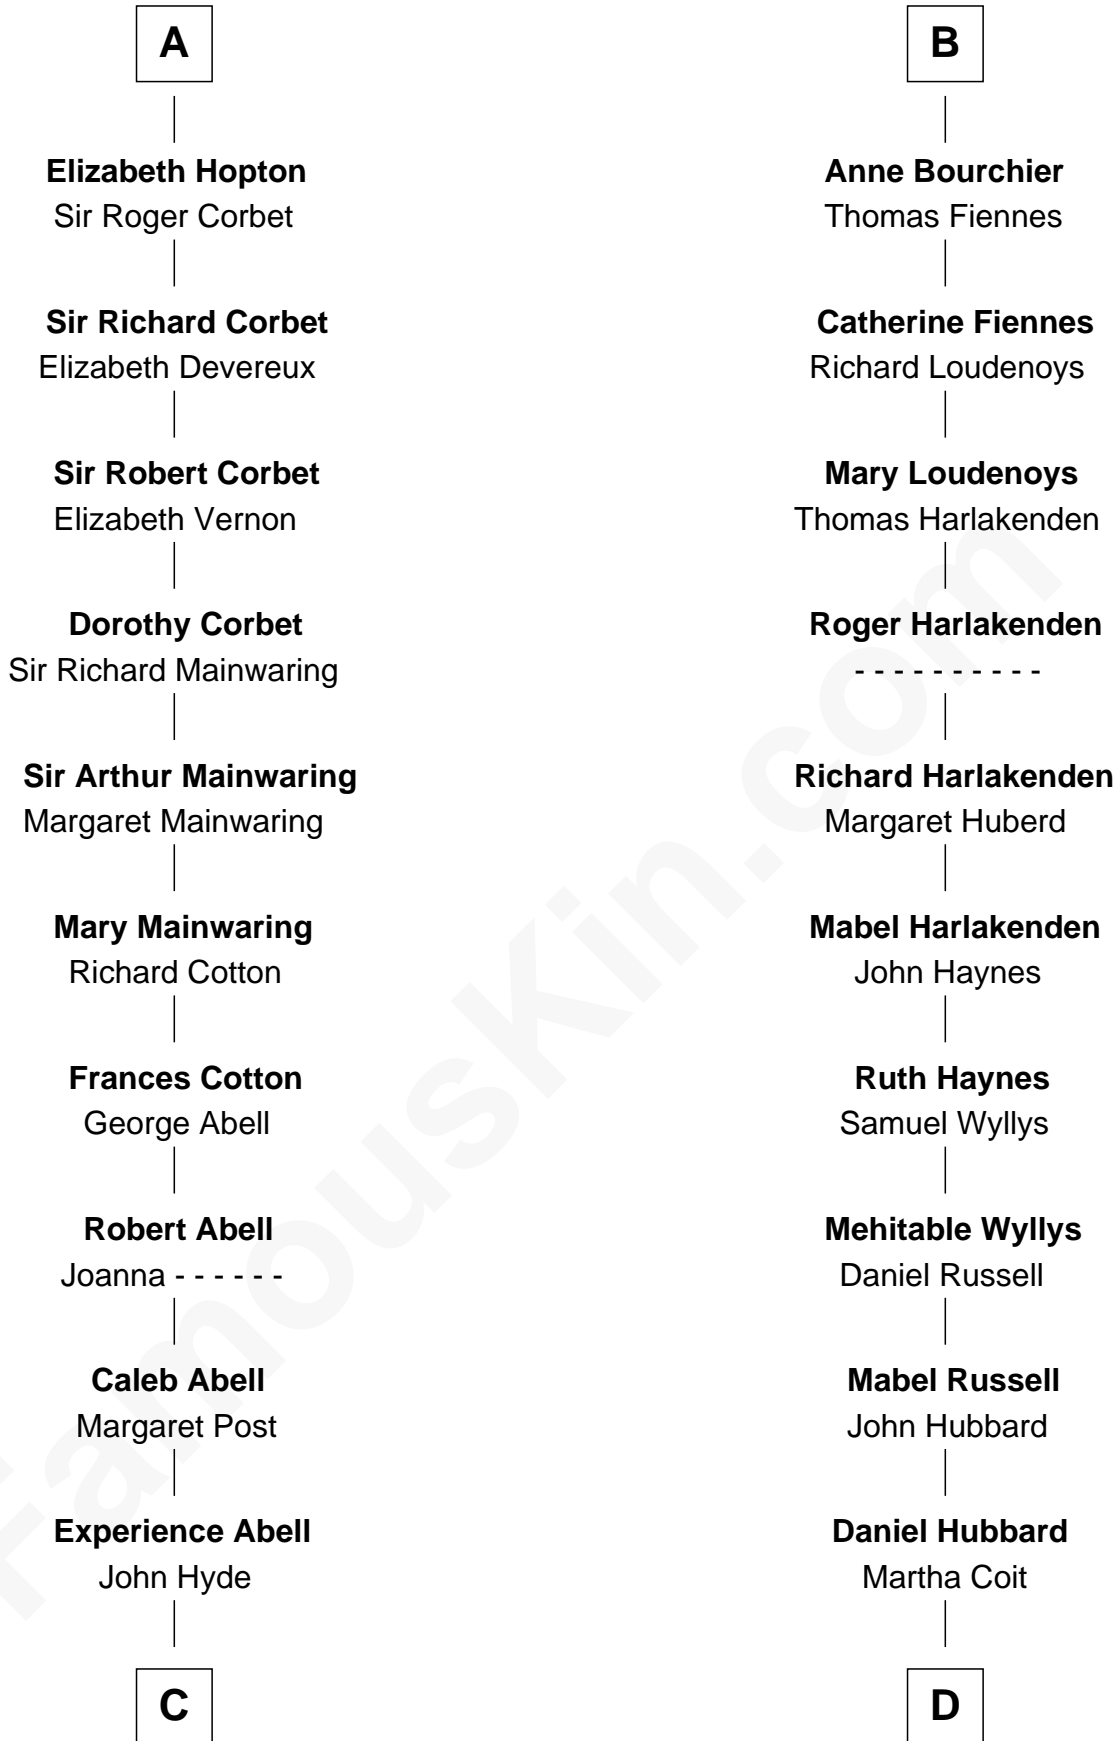 A
Elizabeth Hopton
Sir Roger Corbet
Sir Richard Corbet
Elizabeth Devereux
Sir Robert Corbet
Elizabeth Vernon
Dorothy Corbet
Sir Richard Mainwaring
Sir Arthur Mainwaring
Margaret Mainwaring
Mary Mainwaring
Richard Cotton
Frances Cotton
George Abell
Robert Abell
Joanna - - - - - -
Caleb Abell
Margaret Post
Experience Abell
John Hyde
C
B
Anne Bourchier
Thomas Fiennes
Catherine Fiennes
Richard Loudenoys
Mary Loudenoys
Thomas Harlakenden
Roger Harlakenden
- - - - - - - - - -
Richard Harlakenden
Margaret Huberd
Mabel Harlakenden
John Haynes
Ruth Haynes
Samuel Wyllys
Mehitable Wyllys
Daniel Russell
Mabel Russell
John Hubbard
Daniel Hubbard
Martha Coit
D
FamousKin.com